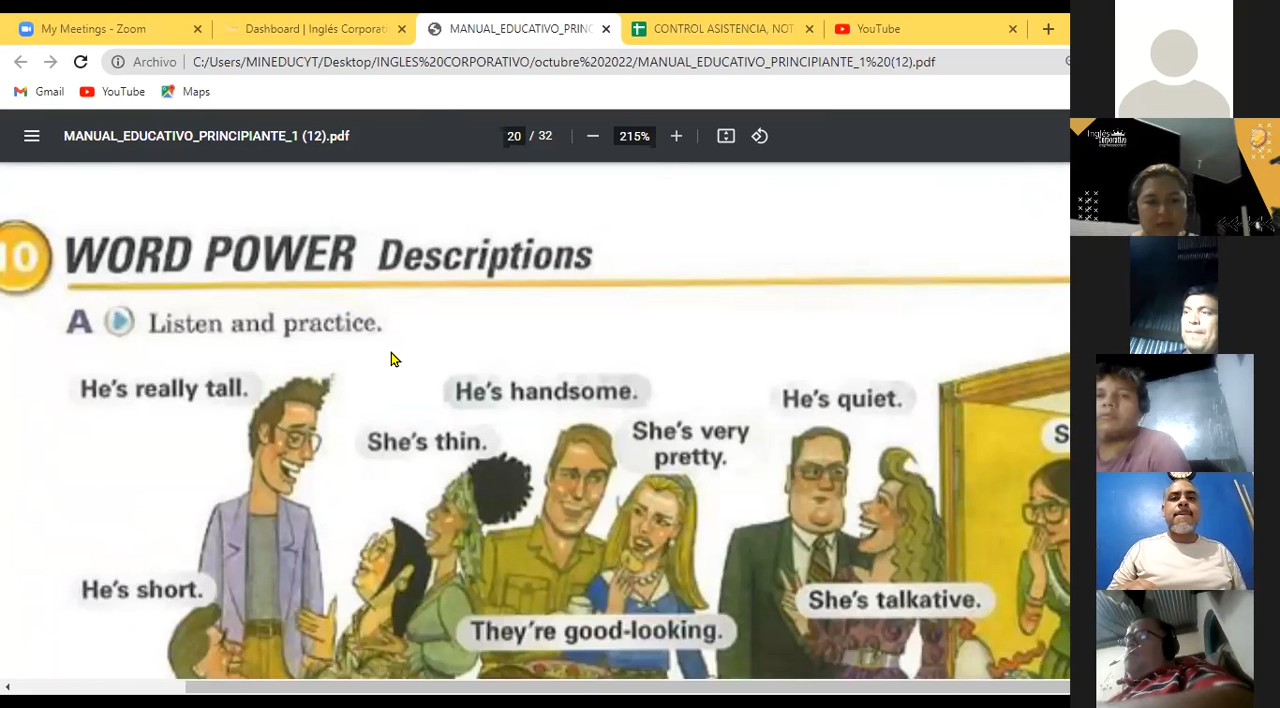 My Meetings - Zoom
Dashboard | Inglés Corporati
MANUAL_EDUCATIVO_PRINC
CONTROL ASISTENCIA, NOT
YouTube
Archivo
C:/Users/MINEDUCYT/Desktop/INGLES%20CORPORATIVO/octubre%202022/MANUAL_EDUCATIVO_PRINCIPIANTE_1%20(12).pdf
Gmail
YouTube
Maps
MANUAL_EDUCATIVO_PRINCIPIANTE_1 (12).pdf
20 / 32
215%
Inglés
Corporativo
10 WORD POWER Descriptions
A Listen and practice.
He's really tall.
He's handsome.
He's quiet.
She's thin.
She's very
pretty.
S
He's short.
They're good-looking.
She's talkative.